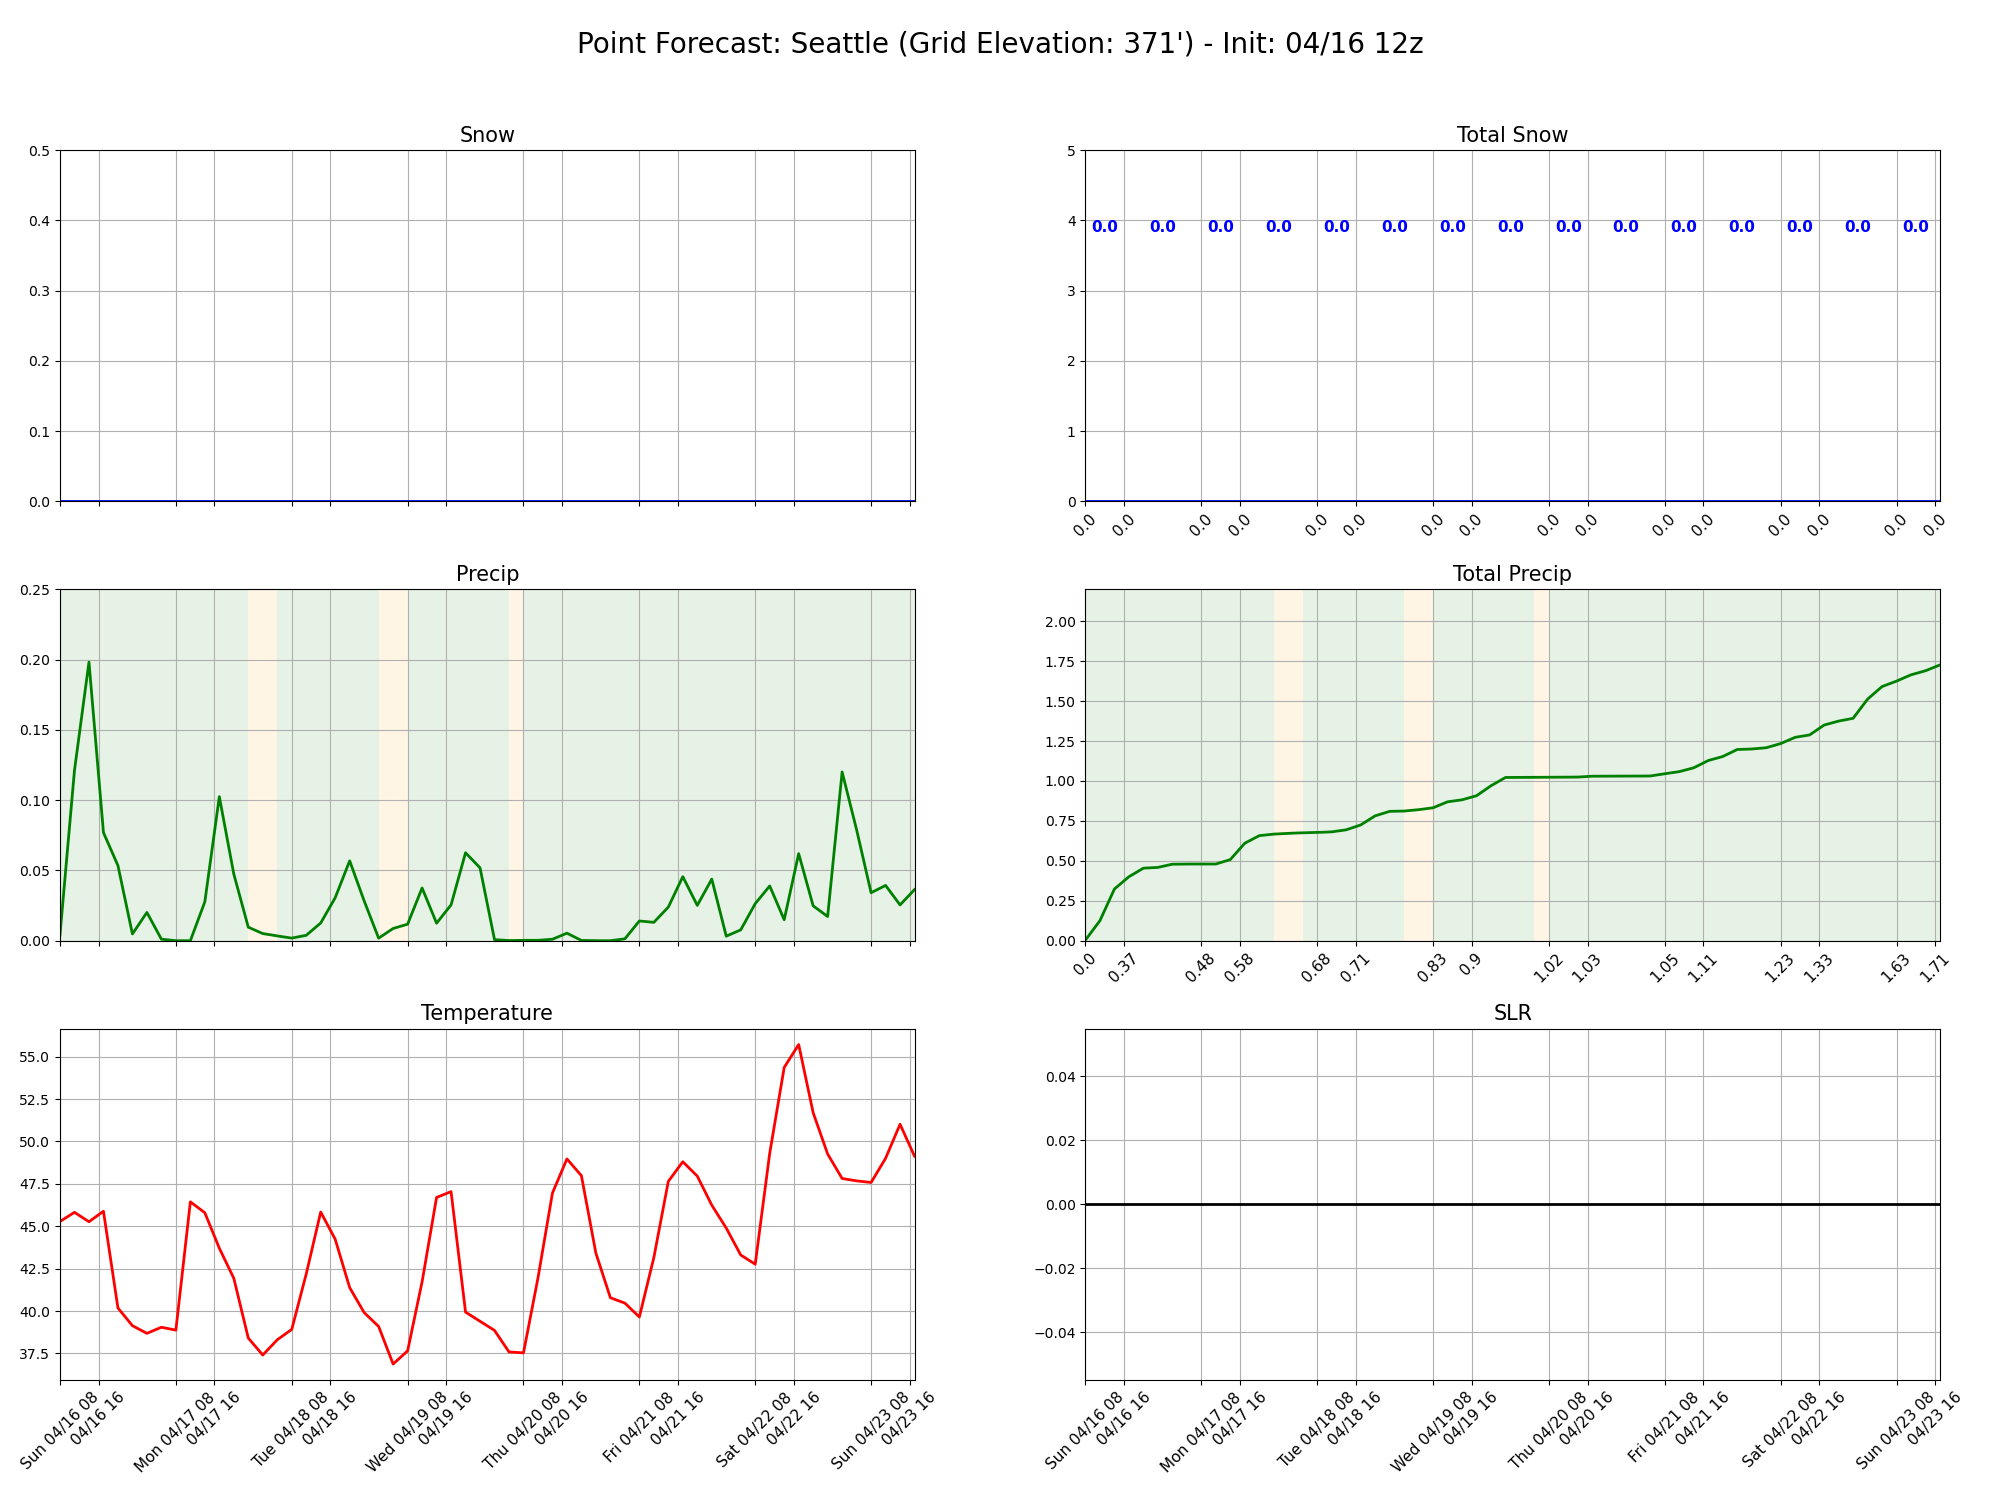 Point Forecast: Seattle (Grid Elevation: 371') - Init: 04/16 12z
Snow
0.5
0.4
0.3
0.2
0.1
0.0
Total Snow
5
4
3
2
1
0
0.0 0.0 0.0 0.0 0.0 0.0 0.0 0.0 0.0 0.0 0.0 0.0 0.0 0.0 0.0
0.0 0.0 0.0 0.0 0.0 0.0 0.0 0.0 0.0 0.0 0.0 0.0 0.0 0.0 0.0 0.0
Precip
0.25
0.20
0.15
0.10
0.05
0.00
Total Precip
2.00
1.75
1.50
1.25
1.00
0.75
0.50
0.25
0.00
0.0 0.37 0.48 0.58 0.68 0.71 0.83 0.9 1.02 1.03 1.05 1.11 1.23 1.33 1.63 1.71
Temperature
55.0
52.5
50.0
47.5
45.0
42.5
40.0
37.5
Sun 04/16 08
04/16 16
Mon 04/17 08
04/17 16
Tue 04/18 08
04/18 16
Wed 04/19 08
04/19 16
Thu 04/20 08
04/20 16
Fri 04/21 08
04/21 16
Sat 04/22 08
04/22 16
Sun 04/23 08
04/23 16
SLR
0.04
0.02
0.00
−0.02
−0.04
Sun 04/16 08
04/16 16
Mon 04/17 08
04/17 16
Tue 04/18 08
04/18 16
Wed 04/19 08
04/19 16
Thu 04/20 08
04/20 16
Fri 04/21 08
04/21 16
Sat 04/22 08
04/22 16
Sun 04/23 08
04/23 16